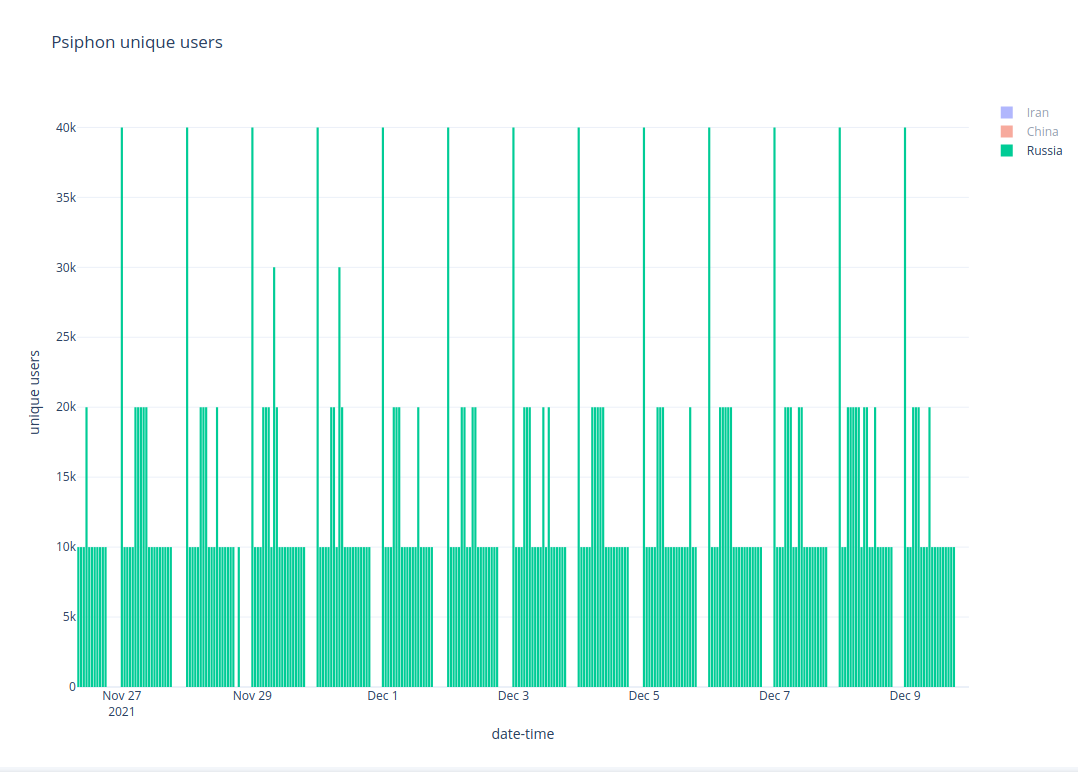 Psiphon unique users
Iran
China
Russia
unique users
40k
35k
30k
25k
20k
15k
10k
5k
0
Nov 27
2021
Nov 29
Dec 1
Dec 3
Dec 5
Dec 7
Dec 9
date-time